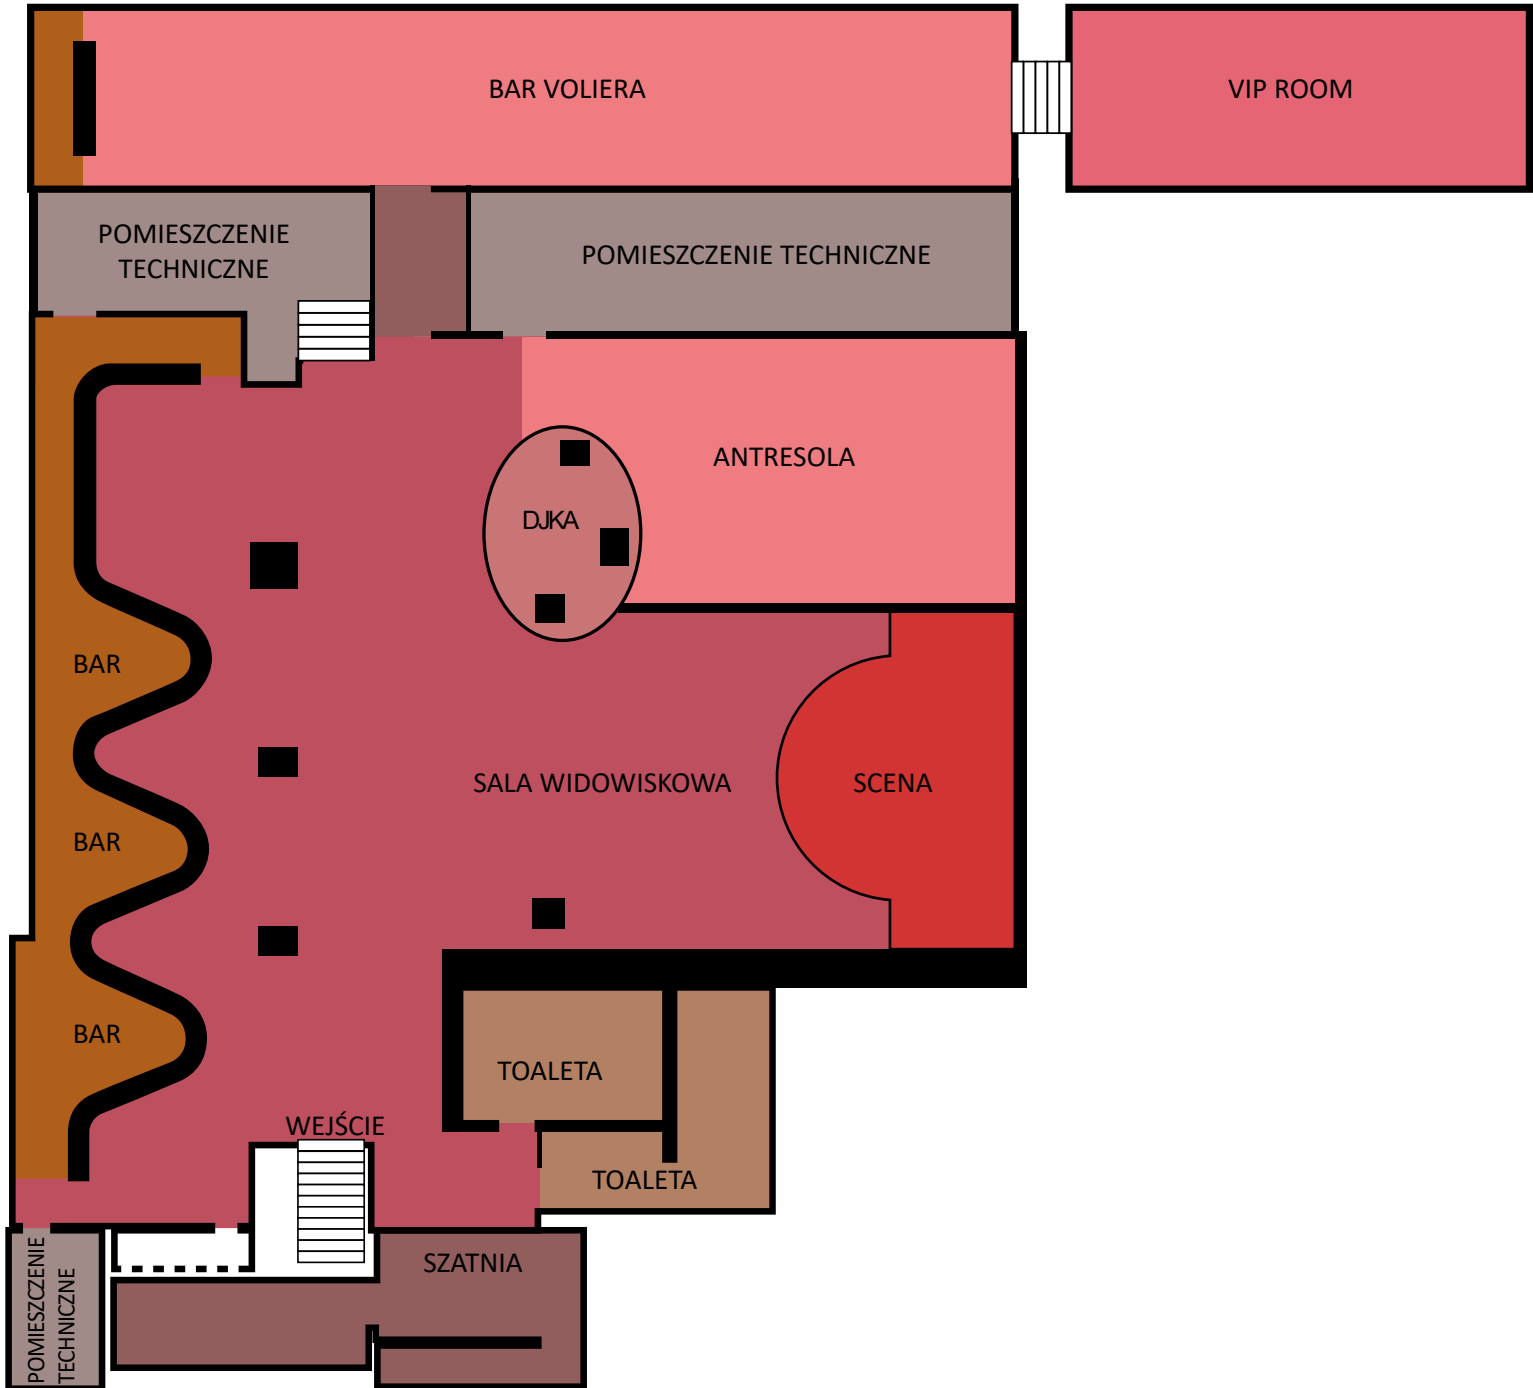 BAR VOLIERA
VIP ROOM
POMIESZCZENIE
TECHNICZNE
POMIESZCZENIE TECHNICZNE
ANTRESOLA
DJKA
BAR
SALA WIDOWISKOWA
SCENA
BAR
BAR
TOALETA
WEJŚCIE
TOALETA
SZATNIA
POMIESZCZENIE
TECHNICZNE